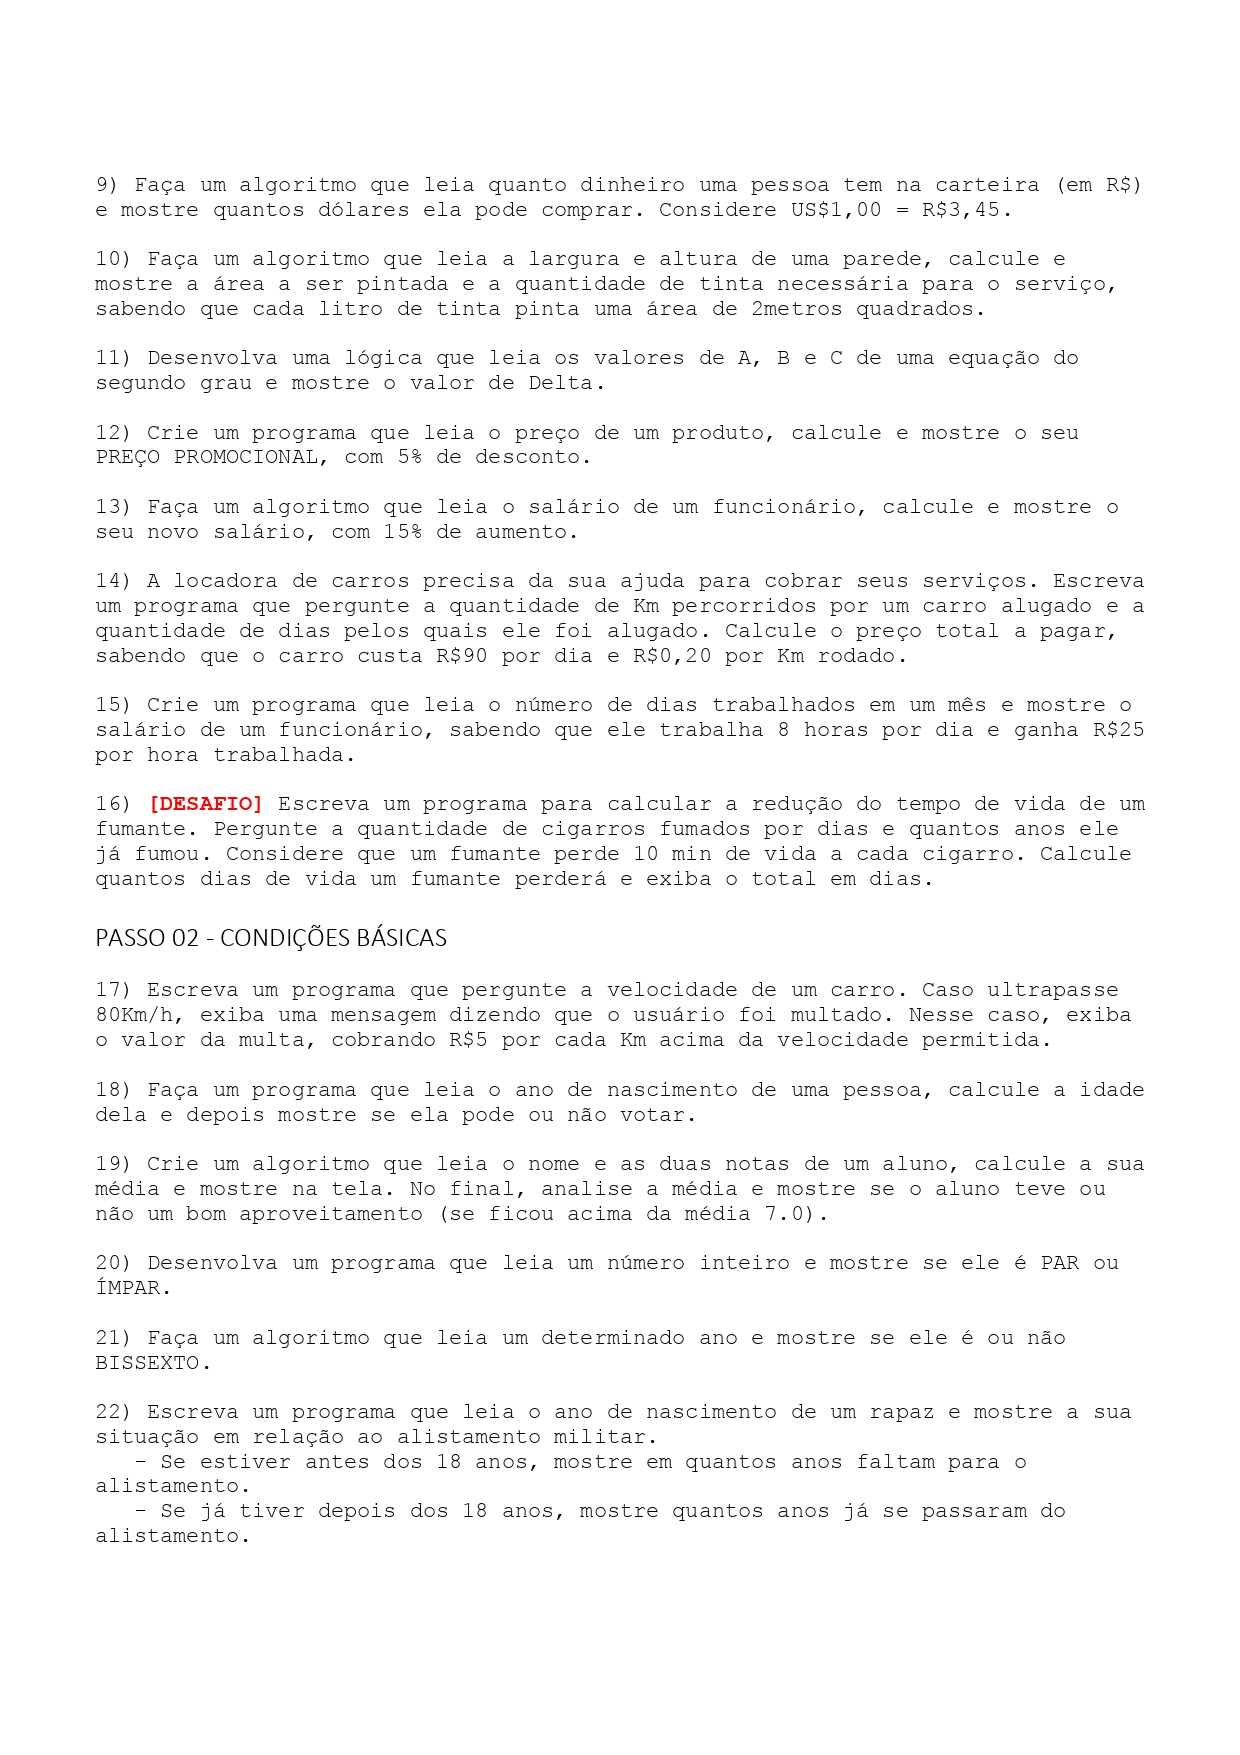 9) Faça um algoritmo que leia quanto dinheiro uma pessoa tem na carteira (em R$)
e mostre quantos dólares ela pode comprar. Considere US$1,00 = R$3,45.
10) Faça um algoritmo que leia a largura e altura de uma parede, calcule e
mostre a área a ser pintada e a quantidade de tinta necessária para o serviço,
sabendo que cada litro de tinta pinta uma área de 2metros quadrados.
11) Desenvolva uma lógica que leia os valores de A, B e C de uma equação do
segundo grau e mostre o valor de Delta.
12) Crie um programa que leia o preço de um produto, calcule e mostre o seu
PREÇO PROMOCIONAL, com 5% de desconto.
13) Faça um algoritmo que leia o salário de um funcionário, calcule e mostre o
seu novo salário, com 15% de aumento.
14) A locadora de carros precisa da sua ajuda para cobrar seus serviços. Escreva
um programa que pergunte a quantidade de Km percorridos por um carro alugado e a
quantidade de dias pelos quais ele foi alugado. Calcule o preço total a pagar,
sabendo que o carro custa R$90 por dia e R$0,20 por Km rodado.
15) Crie um programa que leia o número de dias trabalhados em um mês e mostre o
salário de um funcionário, sabendo que ele trabalha 8 horas por dia e ganha R$25
por hora trabalhada.
16) [DESAFIO] Escreva um programa para calcular a redução do tempo de vida de um
fumante. Pergunte a quantidade de cigarros fumados por dias e quantos anos ele
já fumou. Considere que um fumante perde 10 min de vida a cada cigarro. Calcule
quantos dias de vida um fumante perderá e exiba o total em dias.
PASSO 02 - CONDIÇÕES BÁSICAS
17) Escreva um programa que pergunte a velocidade de um carro. Caso ultrapasse
80Km/h, exiba uma mensagem dizendo que o usuário foi multado. Nesse caso, exiba
o valor da multa, cobrando R$5 por cada Km acima da velocidade permitida.
18) Faça um programa que leia o ano de nascimento de uma pessoa, calcule a idade
dela e depois mostre se ela pode ou não votar.
19) Crie um algoritmo que leia o nome e as duas notas de um aluno, calcule a sua
média e mostre na tela. No final, analise a média e mostre se o aluno teve ou
não um bom aproveitamento (se ficou acima da média 7.0).
20) Desenvolva um programa que leia um número inteiro e mostre se ele é PAR ou
ÍMPAR.
21) Faça um algoritmo que leia um determinado ano e mostre se ele é ou não
BISSEXTO.
22) Escreva um programa que leia o ano de nascimento de um rapaz e mostre a sua
situação em relação ao alistamento militar.
- Se estiver antes dos 18 anos, mostre em quantos anos faltam para o
alistamento.
- Se já tiver depois dos 18 anos, mostre quantos anos já se passaram do
alistamento.